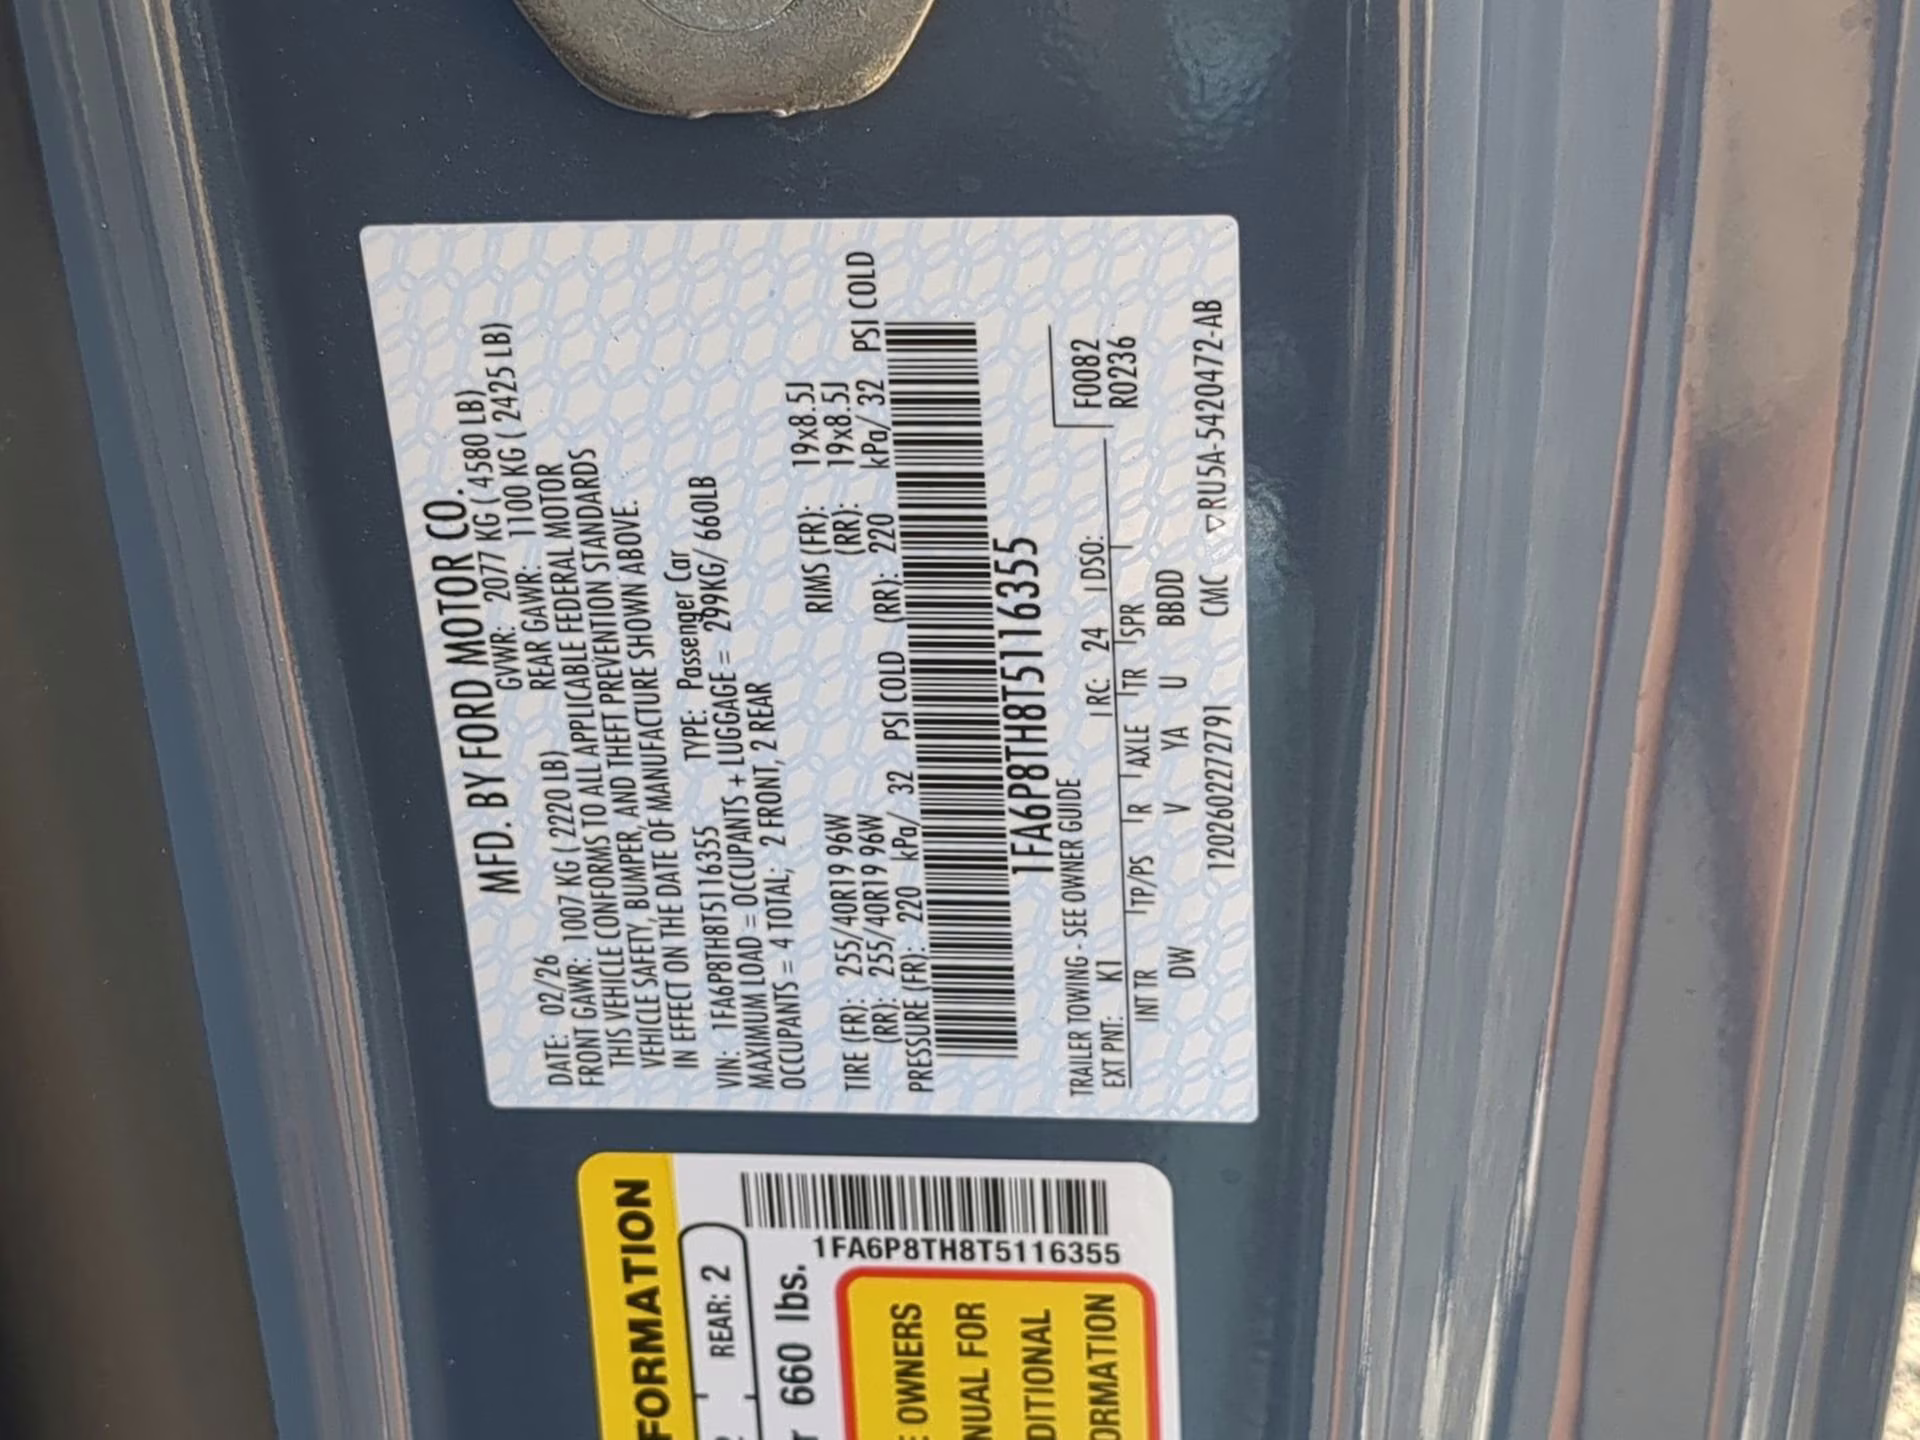 MFD. BY FORD MOTOR CO.
DATE: 02/26 GVWR: 2077 KG ( 4580 LB)
FRONT GAWR: 1007 KG ( 2220 LB) REAR GAWR: 1100 KG ( 2425 LB)
THIS VEHICLE CONFORMS TO ALL APPLICABLE FEDERAL MOTOR
VEHICLE SAFETY, BUMPER, AND THEFT PREVENTION STANDARDS
IN EFFECT ON THE DATE OF MANUFACTURE SHOWN ABOVE.
VIN: 1FA6P8TH8T5116355 TYPE: Passenger Car
MAXIMUM LOAD = OCCUPANTS + LUGGAGE = 299KG/ 660LB
OCCUPANTS = 4 TOTAL; 2 FRONT, 2 REAR
TIRE (FR): 255/40R19 96W RIMS (FR): 19x8.5J
(RR): 255/40R19 96W (RR): 19x8.5J
PRESSURE (FR): 220 kPa/ 32 PSI COLD (RR): 220 kPa/ 32 PSI COLD
1FA6P8TH8T5116355
TRAILER TOWING - SEE OWNER GUIDE
F0082
R0236
EXT PNT: K1 RC: 24 DSO:
INT TR TP/PS R AXLE TR SPR
DW V YA U BBDD
1202602272791 CMC ▽RU5A-5420472-AB
FORMATION
REAR: 2
660 lbs.
1FA6P8TH8T5116355
OWNERS
NUAL FOR
DITIONAL
ORMATION